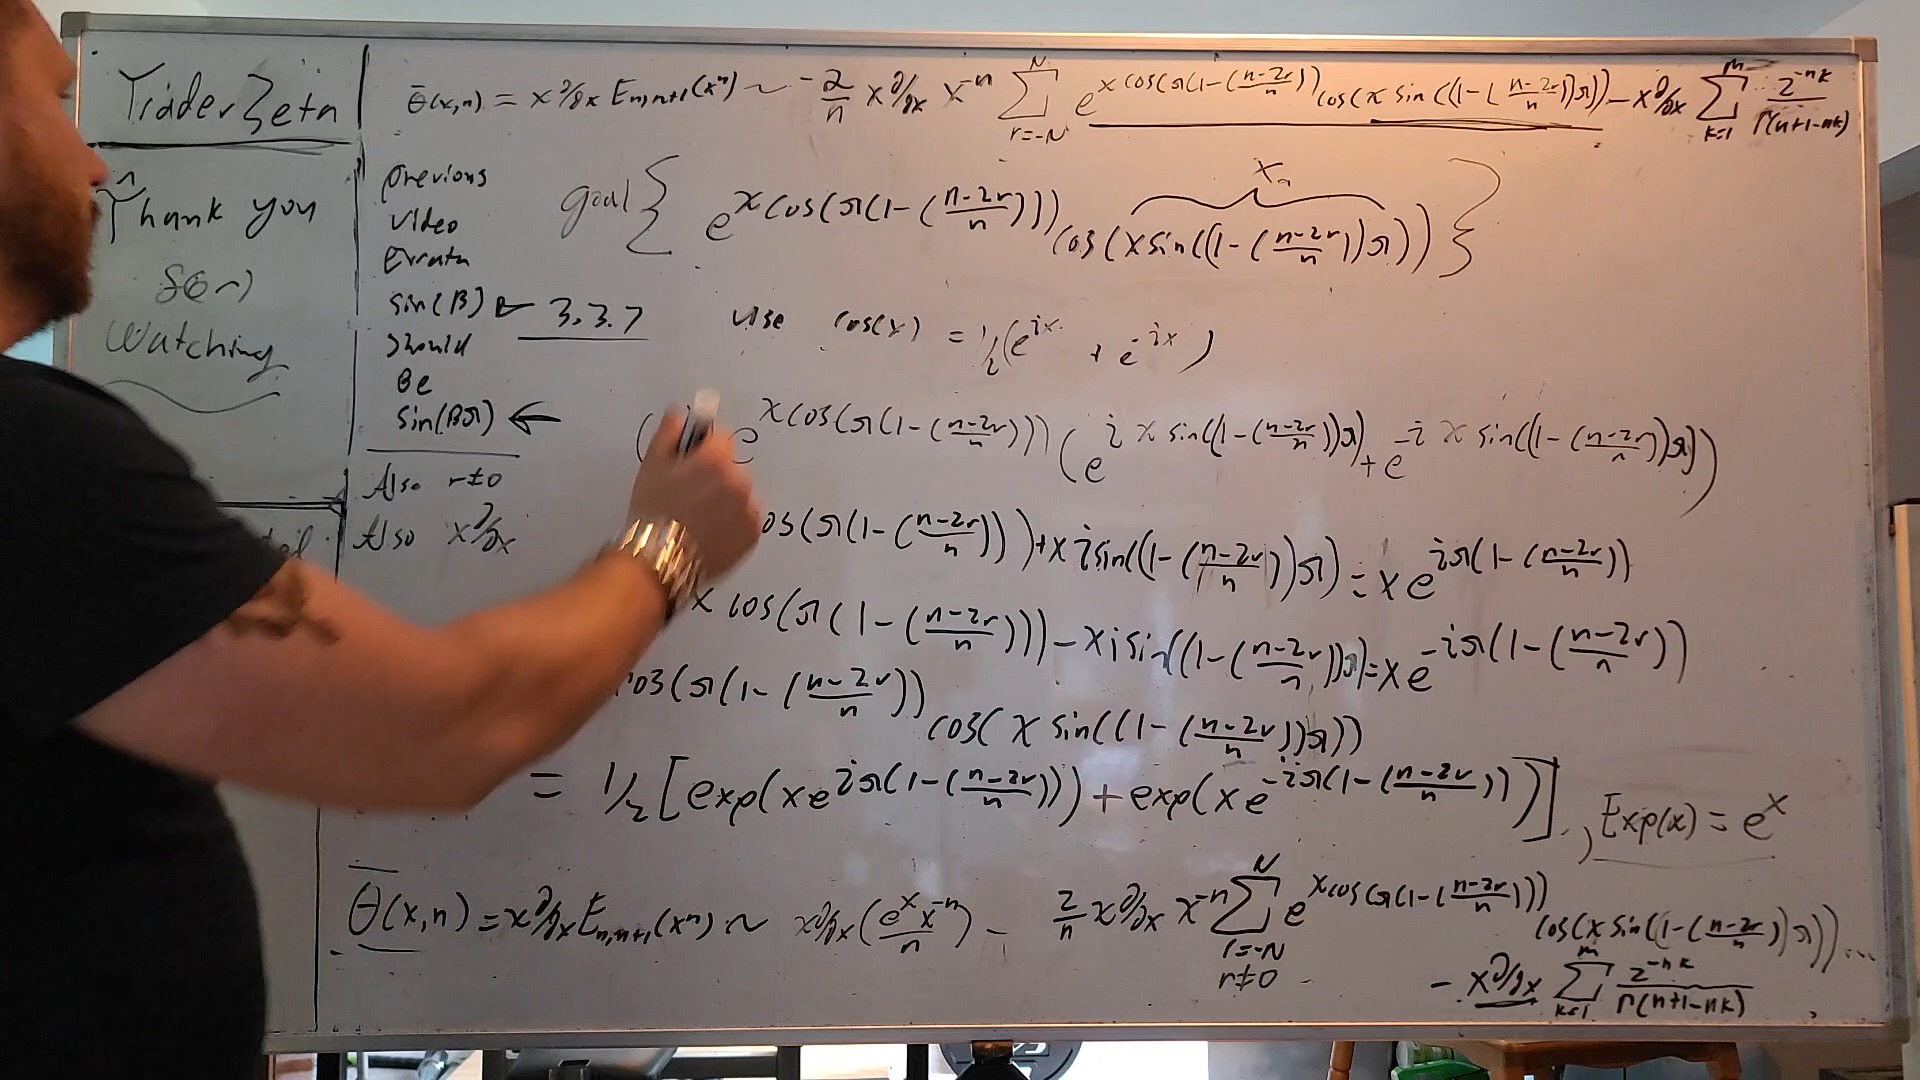 Trader Zeta
Thank you
for
Watching
θ̄(x,n) = x∂/∂x E_{n,n+1}(x^n) ~ -2/n x∂/∂x x^{-n} Σ_{r=-N}^{N} e^{x cos(π(1-((n-2r)/n)))} cos(x sin((1-((n-2r)/n))π)) - x∂/∂x Σ_{k=1}^{m} z^{-nk}/Γ(n+1-nk)
previous
video
Errata
sin(B) ← 3.3.7
should
Be
sin(Bπ) ←
Also r≠0
Also x∂/∂x
goal { e^{x cos(π(1-((n-2r)/n)))} cos(x sin((1-((n-2r)/n))π)) }
use cos(x) = 1/2 (e^{ix} + e^{-ix})
e^{x cos(π(1-((n-2r)/n)))} (e^{i x sin((1-((n-2r)/n))π)} + e^{-i x sin((1-((n-2r)/n))π)})
os(π(1-((n-2r)/n))) + x i sin((1-((n-2r)/n))π) = x e^{iπ(1-((n-2r)/n))}
x cos(π(1-((n-2r)/n))) - x i sin((1-((n-2r)/n))π) = x e^{-iπ(1-((n-2r)/n))}
cos(π(1-((n-2r)/n))) cos(x sin((1-((n-2r)/n))π))
= 1/2 [exp(x e^{iπ(1-((n-2r)/n))}) + exp(x e^{-iπ(1-((n-2r)/n))})] , Exp(x) = e^x
θ̄(x,n) = x∂/∂x E_{n,n+1}(x^n) ~ x∂/∂x (e^x x^{-n}/n) - 2/n x∂/∂x x^{-n} Σ_{r=-N, r≠0}^{N} e^{x cos(π(1-((n-2r)/n)))} cos(x sin((1-((n-2r)/n))π)) ...
- x∂/∂x Σ_{k=1}^{m} z^{-nk}/Γ(n+1-nk)